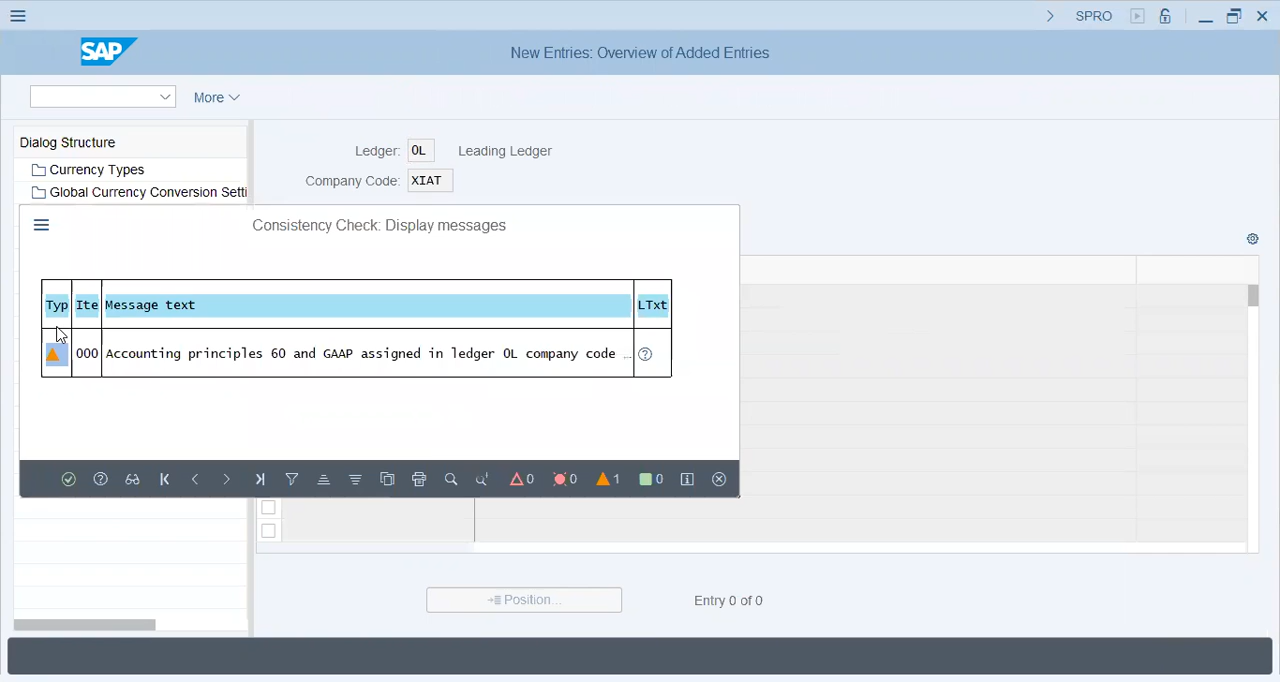 SPRO
SAP
New Entries: Overview of Added Entries
More
Dialog Structure
Currency Types
Global Currency Conversion Setti
Ledger: 0L Leading Ledger
Company Code: XIAT
Consistency Check: Display messages
Typ Ite Message text LTxt
000 Accounting principles 60 and GAAP assigned in ledger 0L company code …
0 0 1 0
Position... Entry 0 of 0